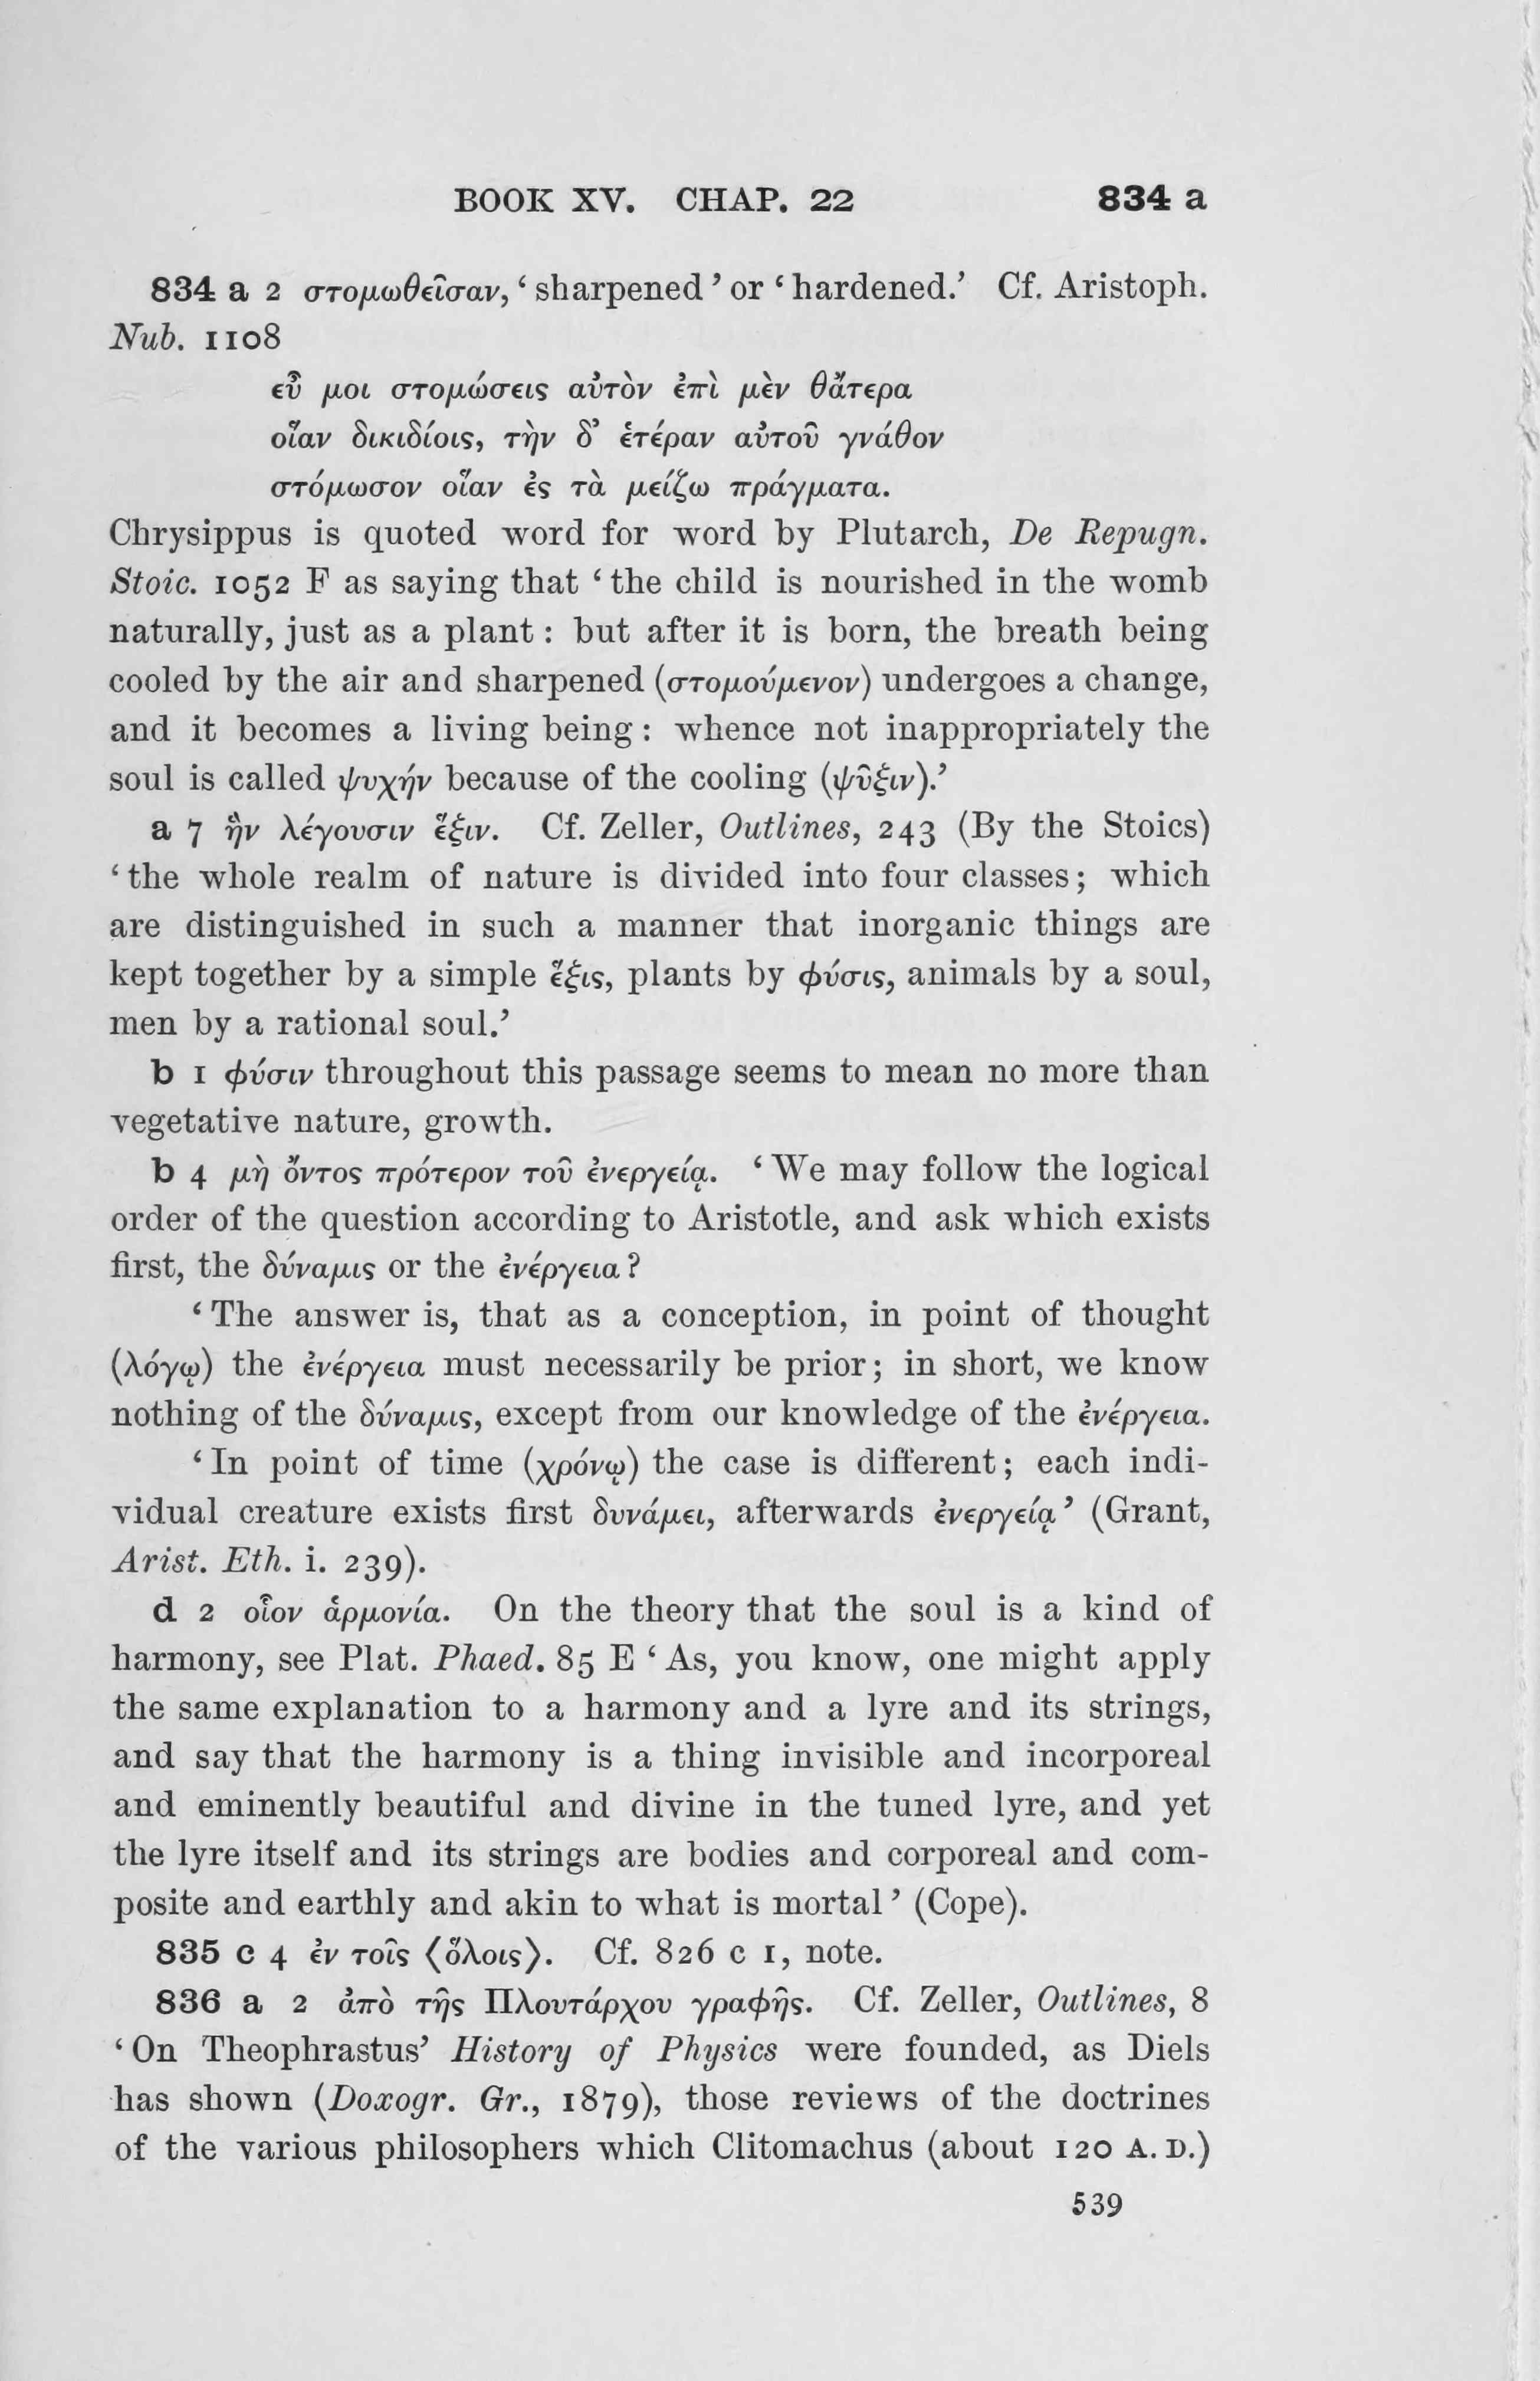 BOOK XV. CHAP. 22 834 a
834 a 2 στομωθεῖσαν, ‘sharpened’ or ‘hardened.’ Cf. Aristoph.
Nub. 1108
εὖ μοι στομώσεις αὐτὸν ἐπὶ μὲν θἄτερα
οἵαν δικιδίοις, τὴν δ’ ἑτέραν αὐτοῦ γνάθον
στόμωσον οἵαν ἐς τὰ μείζω πράγματα.
Chrysippus is quoted word for word by Plutarch, De Repugn.
Stoic. 1052 F as saying that ‘the child is nourished in the womb
naturally, just as a plant: but after it is born, the breath being
cooled by the air and sharpened (στομούμενον) undergoes a change,
and it becomes a living being: whence not inappropriately the
soul is called ψυχήν because of the cooling (ψῦξιν).’
a 7 ἣν λέγουσιν ἕξιν. Cf. Zeller, Outlines, 243 (By the Stoics)
‘the whole realm of nature is divided into four classes; which
are distinguished in such a manner that inorganic things are
kept together by a simple ἕξις, plants by φύσις, animals by a soul,
men by a rational soul.’
b 1 φύσιν throughout this passage seems to mean no more than
vegetative nature, growth.
b 4 μὴ ὄντος πρότερον τοῦ ἐνεργείᾳ. ‘We may follow the logical
order of the question according to Aristotle, and ask which exists
first, the δύναμις or the ἐνέργεια?
‘The answer is, that as a conception, in point of thought
(λόγῳ) the ἐνέργεια must necessarily be prior; in short, we know
nothing of the δύναμις, except from our knowledge of the ἐνέργεια.
‘In point of time (χρόνῳ) the case is different; each indi-
vidual creature exists first δυνάμει, afterwards ἐνεργείᾳ’ (Grant,
Arist. Eth. i. 239).
d 2 οἷον ἁρμονία. On the theory that the soul is a kind of
harmony, see Plat. Phaed. 85 E ‘As, you know, one might apply
the same explanation to a harmony and a lyre and its strings,
and say that the harmony is a thing invisible and incorporeal
and eminently beautiful and divine in the tuned lyre, and yet
the lyre itself and its strings are bodies and corporeal and com-
posite and earthly and akin to what is mortal’ (Cope).
835 c 4 ἐν τοῖς ⟨ὅλοις⟩. Cf. 826 c 1, note.
836 a 2 ἀπὸ τῆς Πλουτάρχου γραφῆς. Cf. Zeller, Outlines, 8
‘On Theophrastus’ History of Physics were founded, as Diels
has shown (Doxogr. Gr., 1879), those reviews of the doctrines
of the various philosophers which Clitomachus (about 120 A.D.)
539